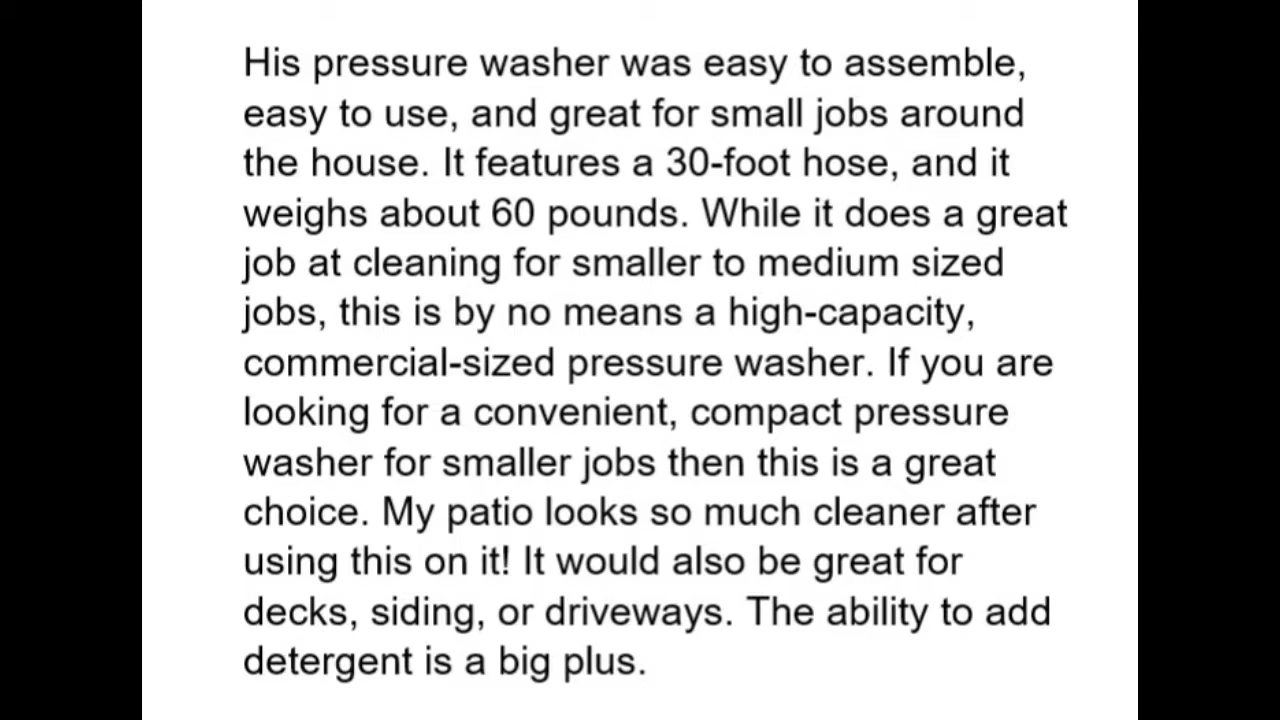 His pressure washer was easy to assemble,
easy to use, and great for small jobs around
the house. It features a 30-foot hose, and it
weighs about 60 pounds. While it does a great
job at cleaning for smaller to medium sized
jobs, this is by no means a high-capacity,
commercial-sized pressure washer. If you are
looking for a convenient, compact pressure
washer for smaller jobs then this is a great
choice. My patio looks so much cleaner after
using this on it! It would also be great for
decks, siding, or driveways. The ability to add
detergent is a big plus.